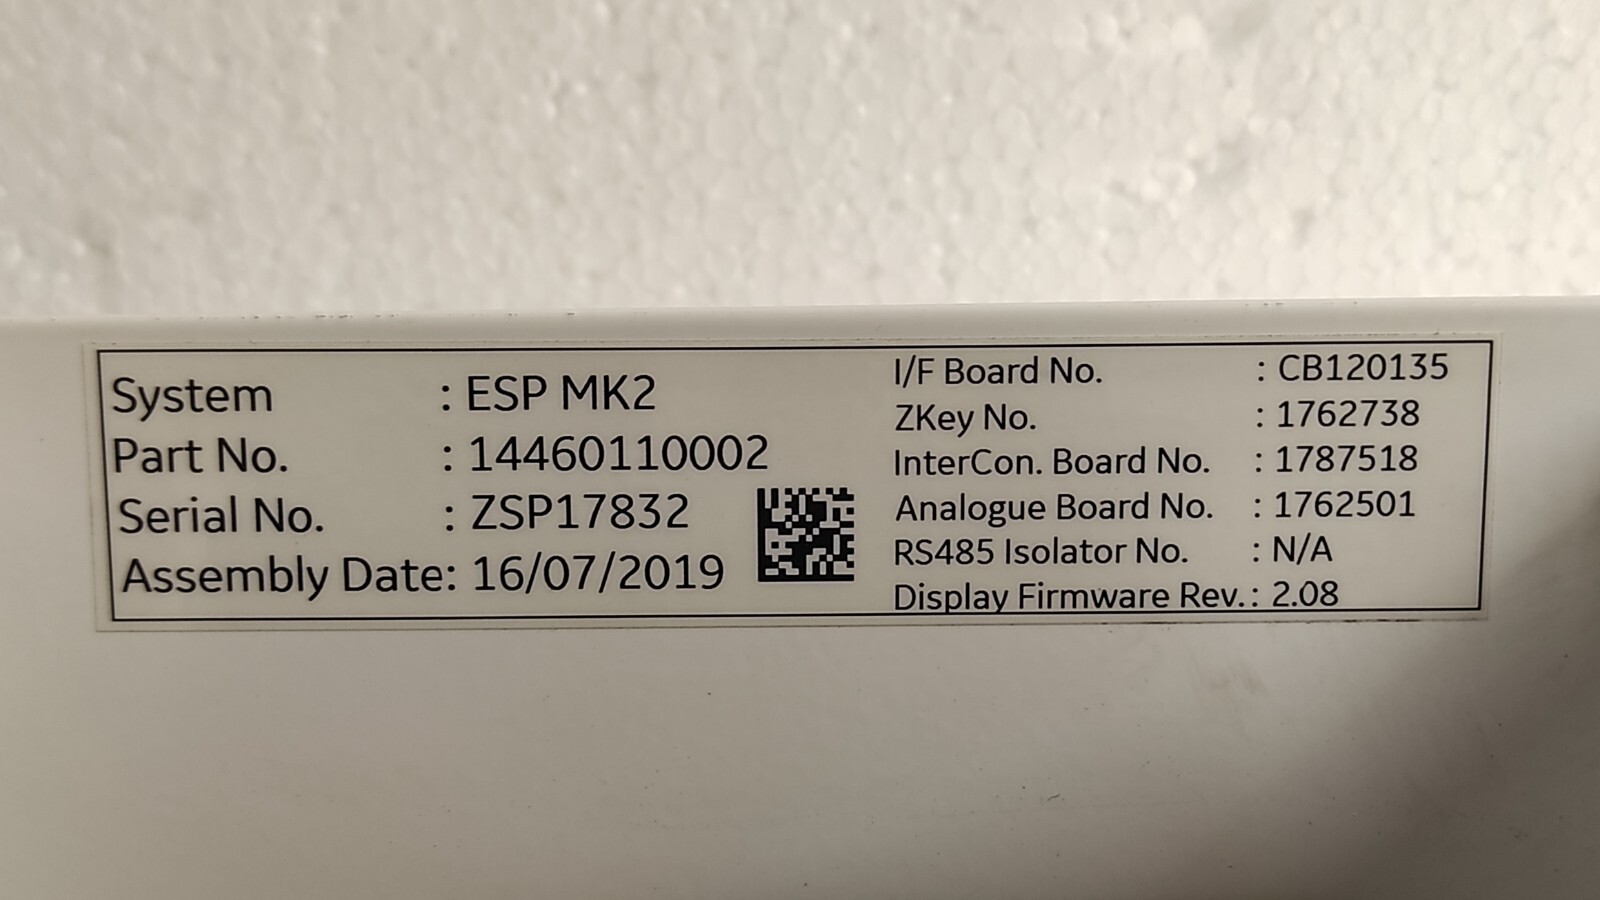 System : ESP MK2
Part No. : 14460110002
Serial No. : ZSP17832
Assembly Date: 16/07/2019
I/F Board No. : CB120135
ZKey No. : 1762738
InterCon. Board No. : 1787518
Analogue Board No. : 1762501
RS485 Isolator No. : N/A
Display Firmware Rev.: 2.08